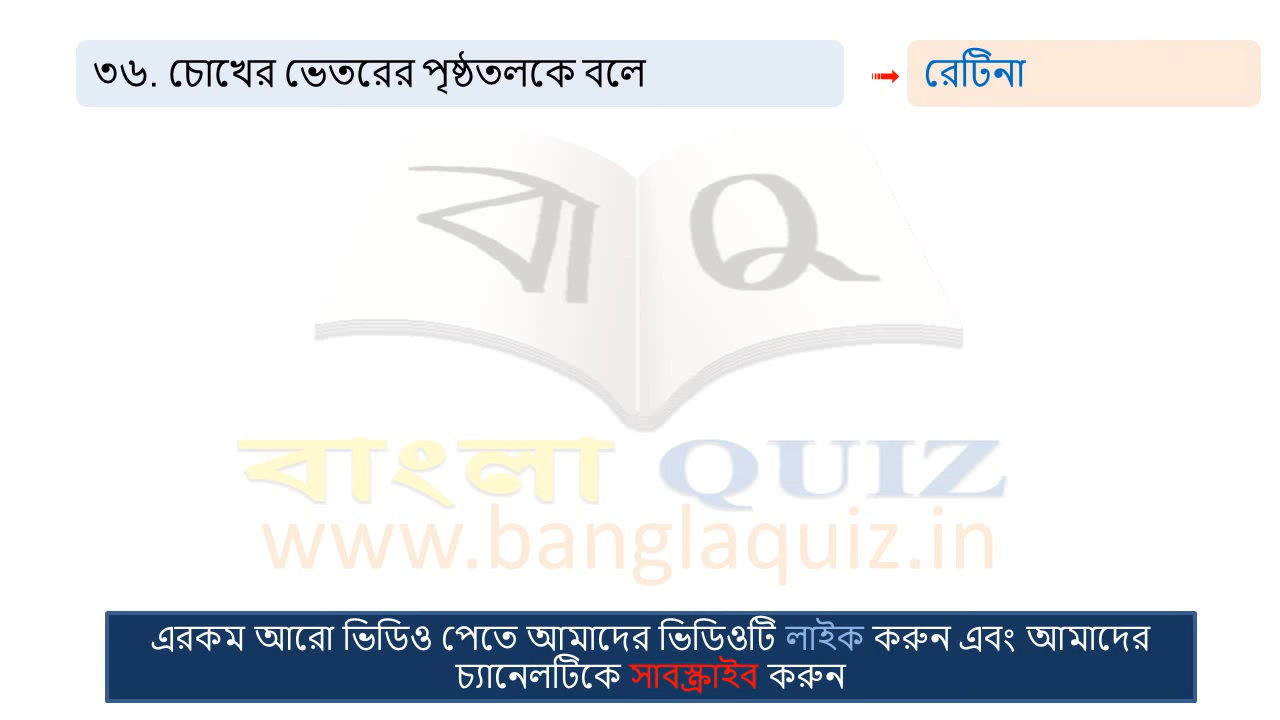 ৩৬. চোখের ভেতরের পৃষ্ঠতলকে বলে
রেটিনা
বা Q
বাংলা QUIZ
www.banglaquiz.in
এরকম আরো ভিডিও পেতে আমাদের ভিডিওটি লাইক করুন এবং আমাদের
চ্যানেলটিকে সাবস্ক্রাইব করুন